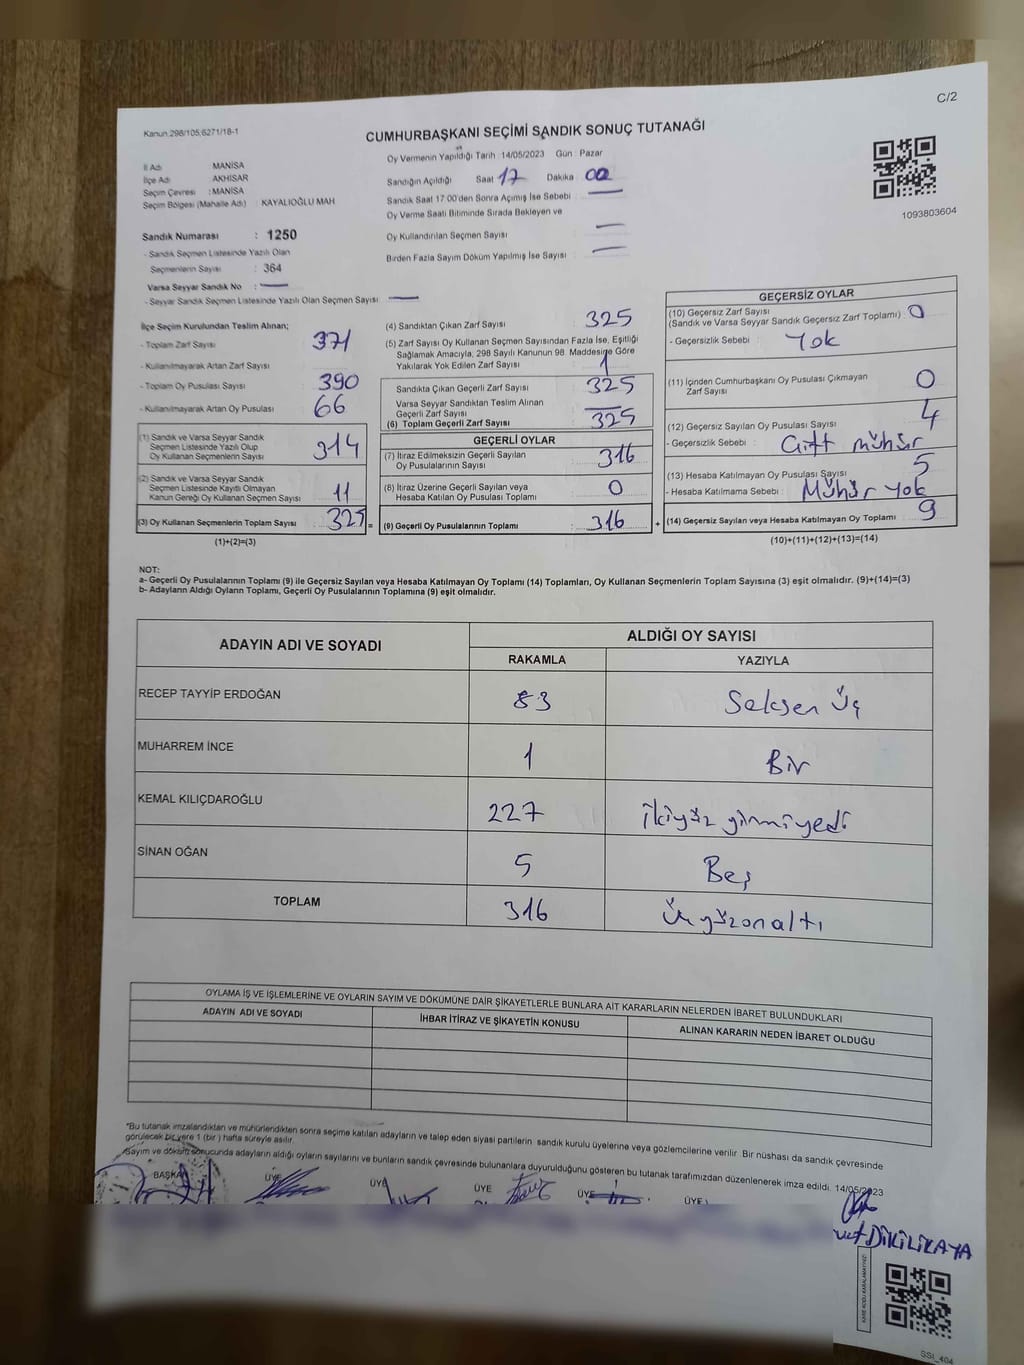 C/2
Kanun:298/105;6271/18-1
CUMHURBAŞKANI SEÇİMİ SANDIK SONUÇ TUTANAĞI
İl Adı MANİSA
İlçe Adı AKHİSAR
Seçim Çevresi : MANİSA
Seçim Bölgesi (Mahalle Adı) : KAYALIOĞLU MAH
Sandık Numarası : 1250
- Sandık Seçmen Listesinde Yazılı Olan
Seçmenlerin Sayısı : 364
Varsa Seyyar Sandık No : —
- Seyyar Sandık Seçmen Listesinde Yazılı Olan Seçmen Sayısı —
Oy Vermenin Yapıldığı Tarih : 14/05/2023 Gün : Pazar
Sandığın Açıldığı Saat 17 Dakika 00
Sandık Saat 17:00'den Sonra Açımış İse Sebebi : —
Oy Verme Saati Bitiminde Sırada Bekleyen ve
Oy Kullandırılan Seçmen Sayısı —
Birden Fazla Sayım Döküm Yapılmış İse Sayısı —
1093803604
İlçe Seçim Kurulundan Teslim Alınan;
- Toplam Zarf Sayısı : 371
- Kullanılmayarak Artan Zarf Sayısı :
- Toplam Oy Pusulası Sayısı : 390
- Kullanılmayarak Artan Oy Pusulası : 66
(1) Sandık ve Varsa Seyyar Sandık
Seçmen Listesinde Yazılı Olup
Oy Kullanan Seçmenlerin Sayısı : 314
(2) Sandık ve Varsa Seyyar Sandık
Seçmen Listesinde Kayıtlı Olmayan
Kanun Gereği Oy Kullanan Seçmen Sayısı : 11
(3) Oy Kullanan Seçmenlerin Toplam Sayısı : 325 =
(1)+(2)=(3)
(4) Sandıktan Çıkan Zarf Sayısı : 325
(5) Zarf Sayısı Oy Kullanan Seçmen Sayısından Fazla İse, Eşitliği
Sağlamak Amacıyla, 298 Sayılı Kanunun 98. Maddesine Göre
Yakılarak Yok Edilen Zarf Sayısı : 1
Sandıkta Çıkan Geçerli Zarf Sayısı : 325
Varsa Seyyar Sandıktan Teslim Alınan
Geçerli Zarf Sayısı : —
(6) Toplam Geçerli Zarf Sayısı : 325
GEÇERLİ OYLAR
(7) İtiraz Edilmeksizin Geçerli Sayılan
Oy Pusulalarının Sayısı : 316
(8) İtiraz Üzerine Geçerli Sayılan veya
Hesaba Katılan Oy Pusulası Toplamı : 0
(9) Geçerli Oy Pusulalarının Toplamı : 316 +
GEÇERSİZ OYLAR
(10) Geçersiz Zarf Sayısı
(Sandık ve Varsa Seyyar Sandık Geçersiz Zarf Toplamı) : 0
- Geçersizlik Sebebi : Yok
(11) İçinden Cumhurbaşkanı Oy Pusulası Çıkmayan
Zarf Sayısı : 0
(12) Geçersiz Sayılan Oy Pusulası Sayısı : 4
- Geçersizlik Sebebi : Çift mühür
(13) Hesaba Katılmayan Oy Pusulası Sayısı : 5
- Hesaba Katılmama Sebebi : Mühür yok
(14) Geçersiz Sayılan veya Hesaba Katılmayan Oy Toplamı : 9
(10)+(11)+(12)+(13)=(14)
NOT:
a- Geçerli Oy Pusulalarının Toplamı (9) ile Geçersiz Sayılan veya Hesaba Katılmayan Oy Toplamı (14) Toplamları, Oy Kullanan Seçmenlerin Toplam Sayısına (3) eşit olmalıdır. (9)+(14)=(3)
b- Adayların Aldığı Oyların Toplamı, Geçerli Oy Pusulalarının Toplamına (9) eşit olmalıdır.
ADAYIN ADI VE SOYADI ALDIĞI OY SAYISI
RAKAMLA YAZIYLA
RECEP TAYYİP ERDOĞAN 83 Seksen üç
MUHARREM İNCE 1 Bir
KEMAL KILIÇDAROĞLU 227 ikiyüz yirmiyedi
SİNAN OĞAN 5 Beş
TOPLAM 316 üçyüzonaltı
OYLAMA İŞ VE İŞLEMLERİNE VE OYLARIN SAYIM VE DÖKÜMÜNE DAİR ŞİKAYETLERLE BUNLARA AİT KARARLARIN NELERDEN İBARET BULUNDUKLARI
ADAYIN ADI VE SOYADI İHBAR İTİRAZ VE ŞİKAYETİN KONUSU ALINAN KARARIN NEDEN İBARET OLDUĞU
*Bu tutanak imzalandıktan ve mühürlendikten sonra seçime katılan adayların ve talep eden siyasi partilerin sandık kurulu üyelerine veya gözlemcilerine verilir. Bir nüshası da sandık çevresinde
görülecek bir yere 1 (bir ) hafta süreyle asılır.
Sayım ve döküm sonucunda adayların aldığı oyların sayılarını ve bunların sandık çevresinde bulunanlara duyurulduğunu gösteren bu tutanak tarafımızdan düzenlenerek imza edildi. 14/05/2023
BAŞKAN ÜYE ÜYE ÜYE ÜYE ÜYE
DİKİLİKAYA
SSİ_404